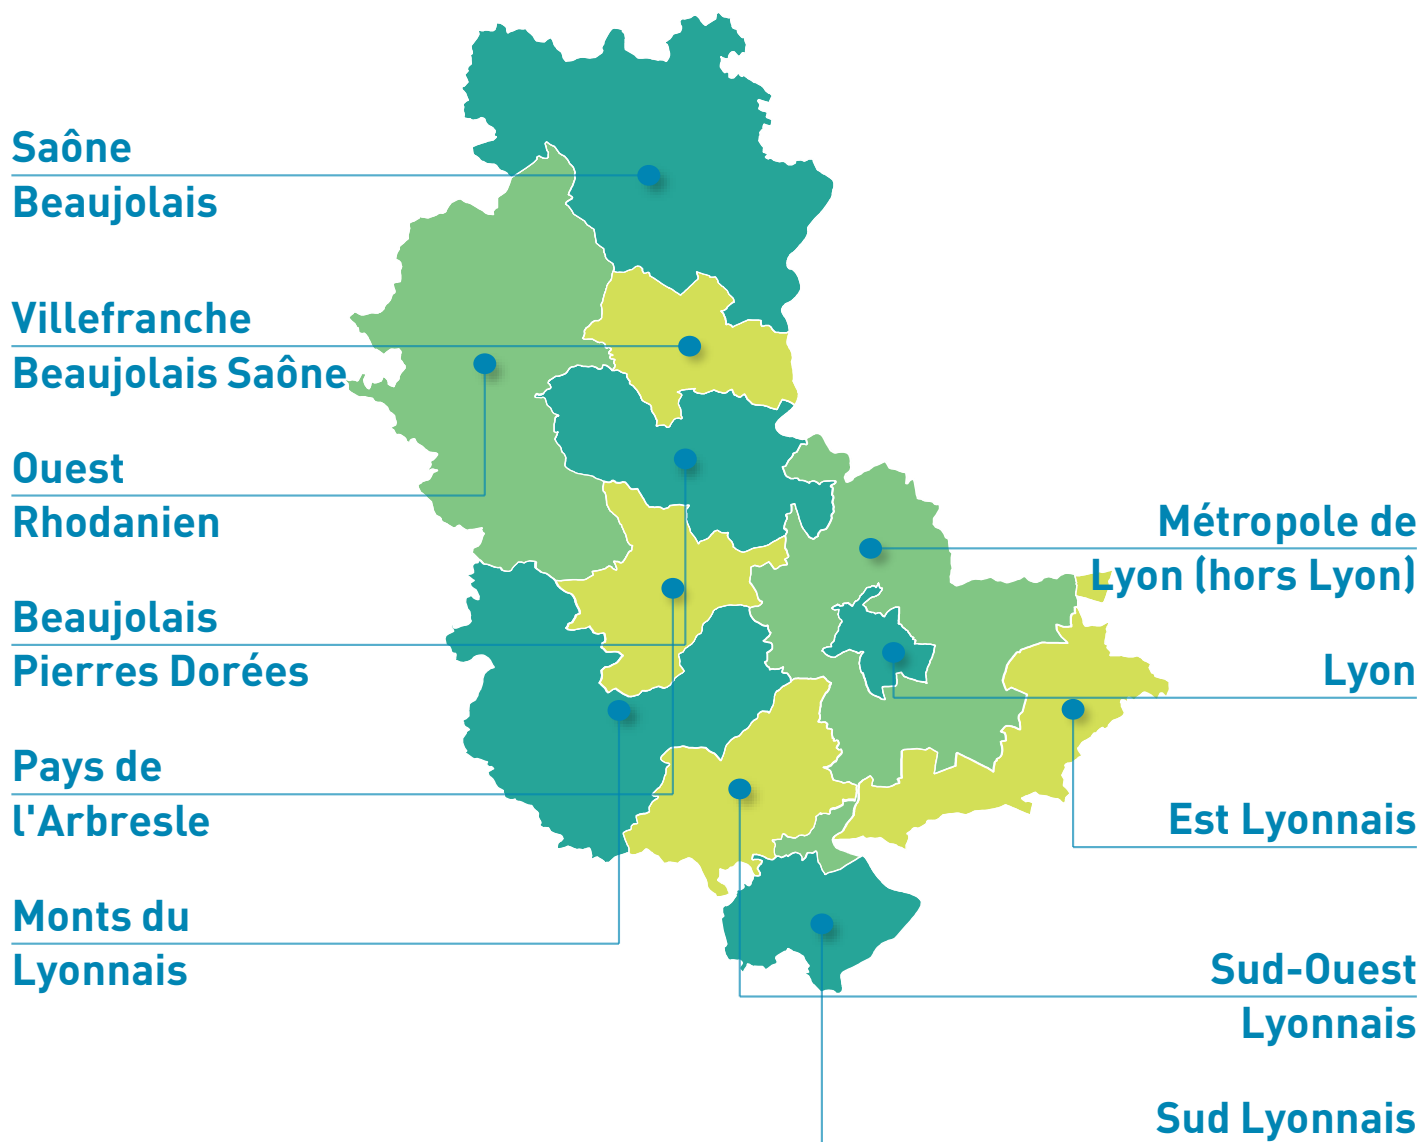 Saône
Beaujolais
Villefranche
Beaujolais Saône
Ouest
Rhodanien
Beaujolais
Pierres Dorées
Pays de
l'Arbresle
Monts du
Lyonnais
Métropole de
Lyon (hors Lyon)
Lyon
Est Lyonnais
Sud-Ouest
Lyonnais
Sud Lyonnais